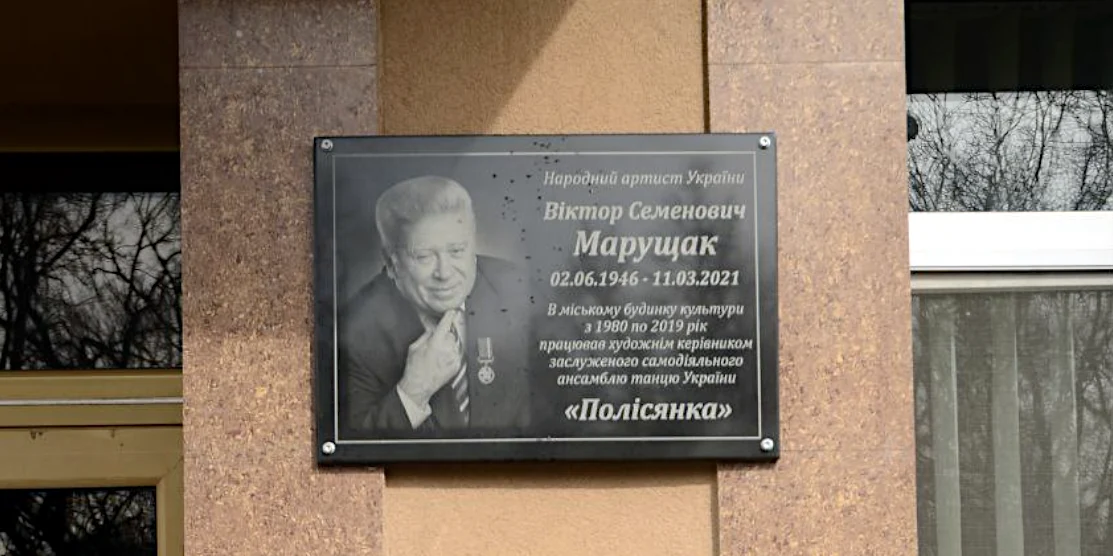 Народний артист України
Віктор Семенович
Марущак
02.06.1946 - 11.03.2021
В міському будинку культури
з 1980 по 2019 рік
працював художнім керівником
заслуженого самодіяльного
ансамблю танцю України
«Полісянка»